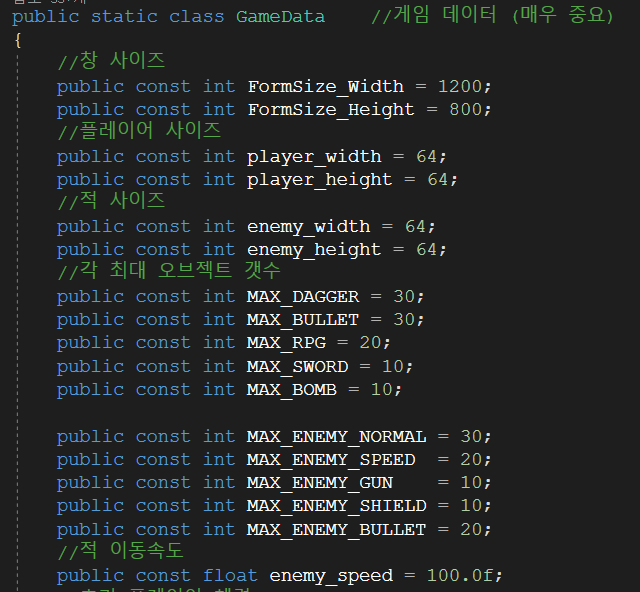 public static class GameData    //게임 데이터 (매우 중요)
{
//창 사이즈
public const int FormSize_Width = 1200;
public const int FormSize_Height = 800;
//플레이어 사이즈
public const int player_width = 64;
public const int player_height = 64;
//적 사이즈
public const int enemy_width = 64;
public const int enemy_height = 64;
//각 최대 오브젝트 갯수
public const int MAX_DAGGER = 30;
public const int MAX_BULLET = 30;
public const int MAX_RPG = 20;
public const int MAX_SWORD = 10;
public const int MAX_BOMB = 10;
public const int MAX_ENEMY_NORMAL = 30;
public const int MAX_ENEMY_SPEED  = 20;
public const int MAX_ENEMY_GUN    = 10;
public const int MAX_ENEMY_SHIELD = 10;
public const int MAX_ENEMY_BULLET = 20;
//적 이동속도
public const float enemy_speed = 100.0f;